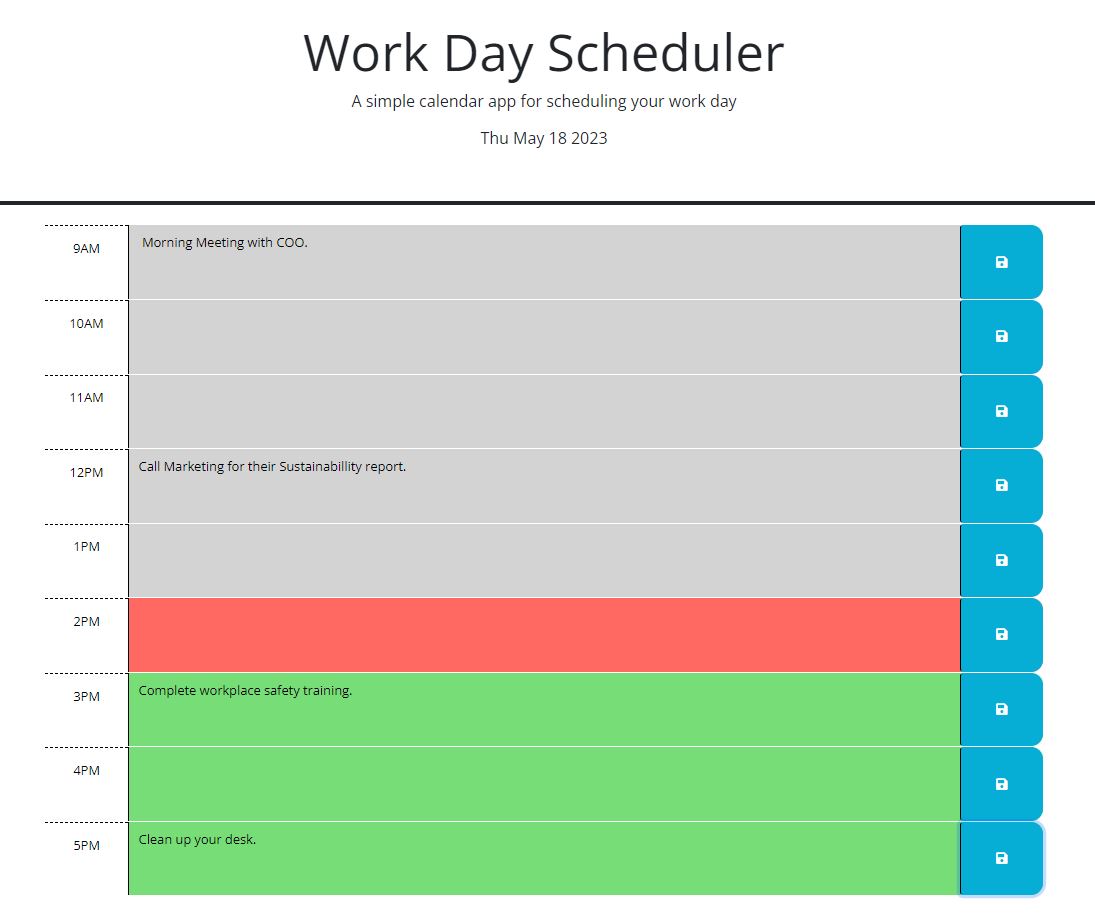 Work Day Scheduler
A simple calendar app for scheduling your work day
Thu May 18 2023
9AM
Morning Meeting with COO.
10AM
11AM
12PM
Call Marketing for their Sustainabillity report.
1PM
2PM
3PM
Complete workplace safety training.
4PM
5PM
Clean up your desk.